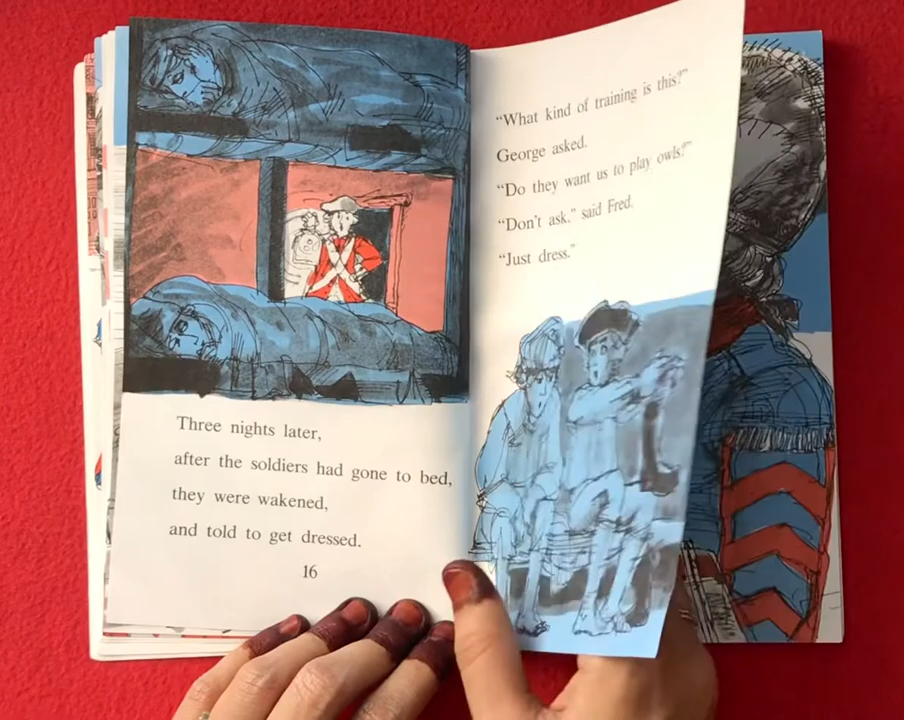 Three nights later,
after the soldiers had gone to bed,
they were wakened,
and told to get dressed.
16
“What kind of training is this?”
George asked.
“Do they want us to play owls?”
“Don't ask,” said Fred.
“Just dress.”